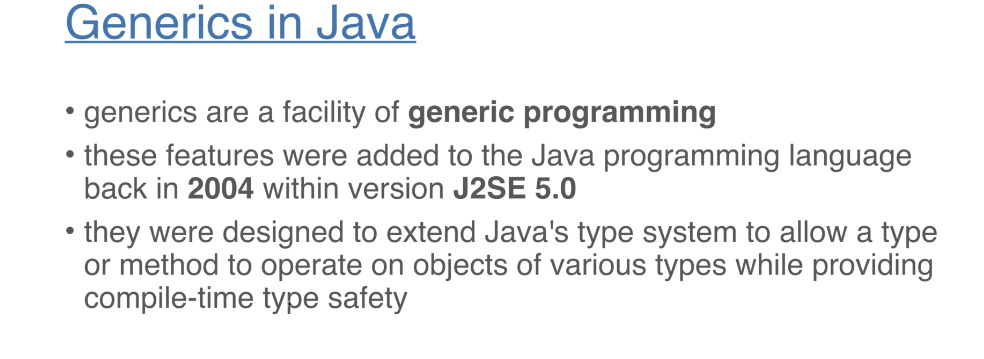 Generics in Java
• generics are a facility of generic programming
• these features were added to the Java programming language
back in 2004 within version J2SE 5.0
• they were designed to extend Java's type system to allow a type
or method to operate on objects of various types while providing
compile-time type safety